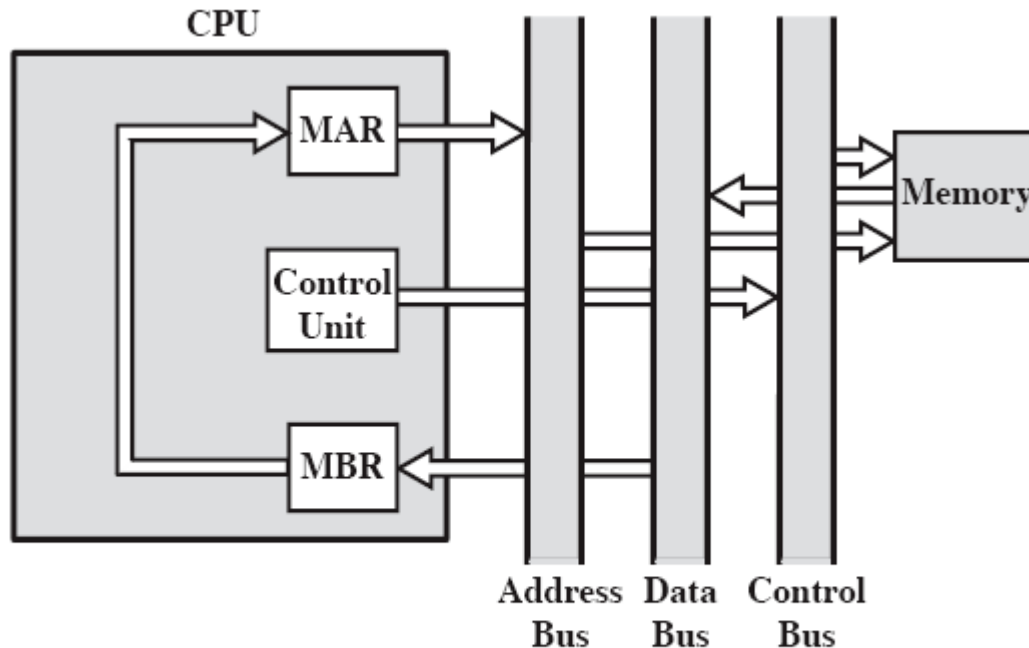 CPU
MAR
Memory
Control
Unit
MBR
Address
Bus
Data
Bus
Control
Bus